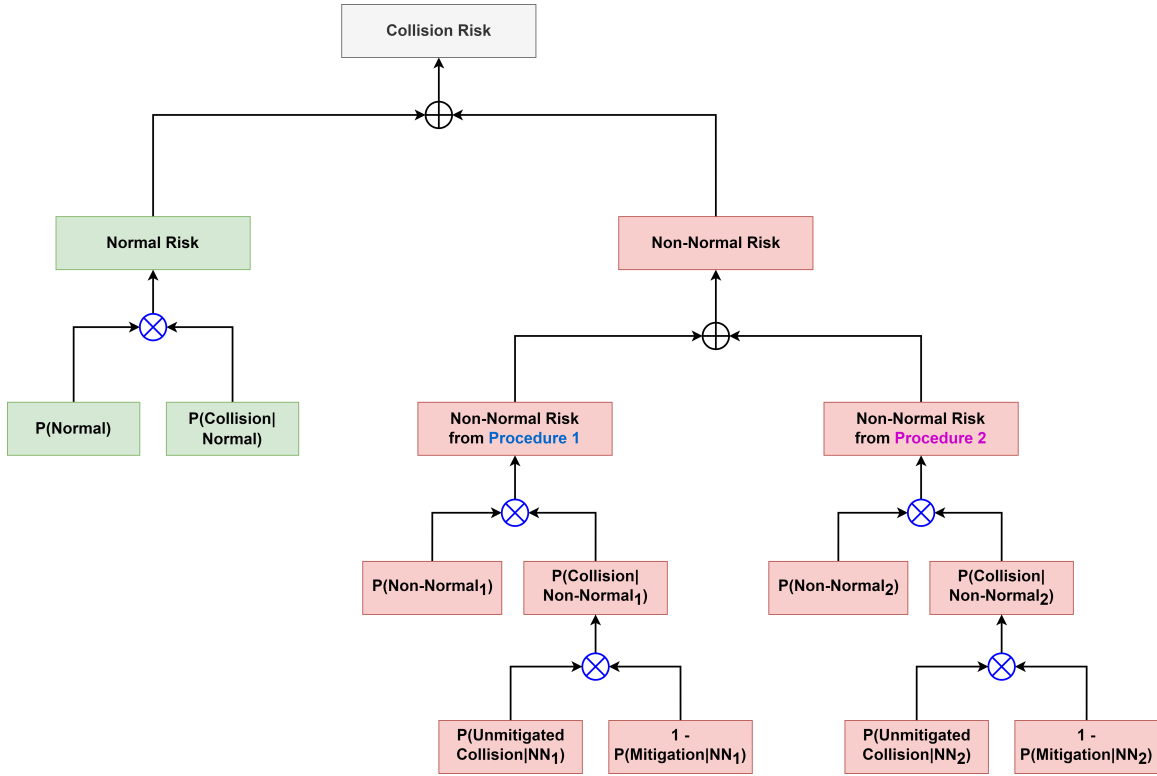 Collision Risk
Normal Risk
Non-Normal Risk
P(Normal)
P(Collision|
Normal)
Non-Normal Risk
from Procedure 1
Non-Normal Risk
from Procedure 2
P(Non-Normal₁)
P(Collision|
Non-Normal₁)
P(Non-Normal₂)
P(Collision|
Non-Normal₂)
P(Unmitigated
Collision|NN₁)
1 -
P(Mitigation|NN₁)
P(Unmitigated
Collision|NN₂)
1 -
P(Mitigation|NN₂)